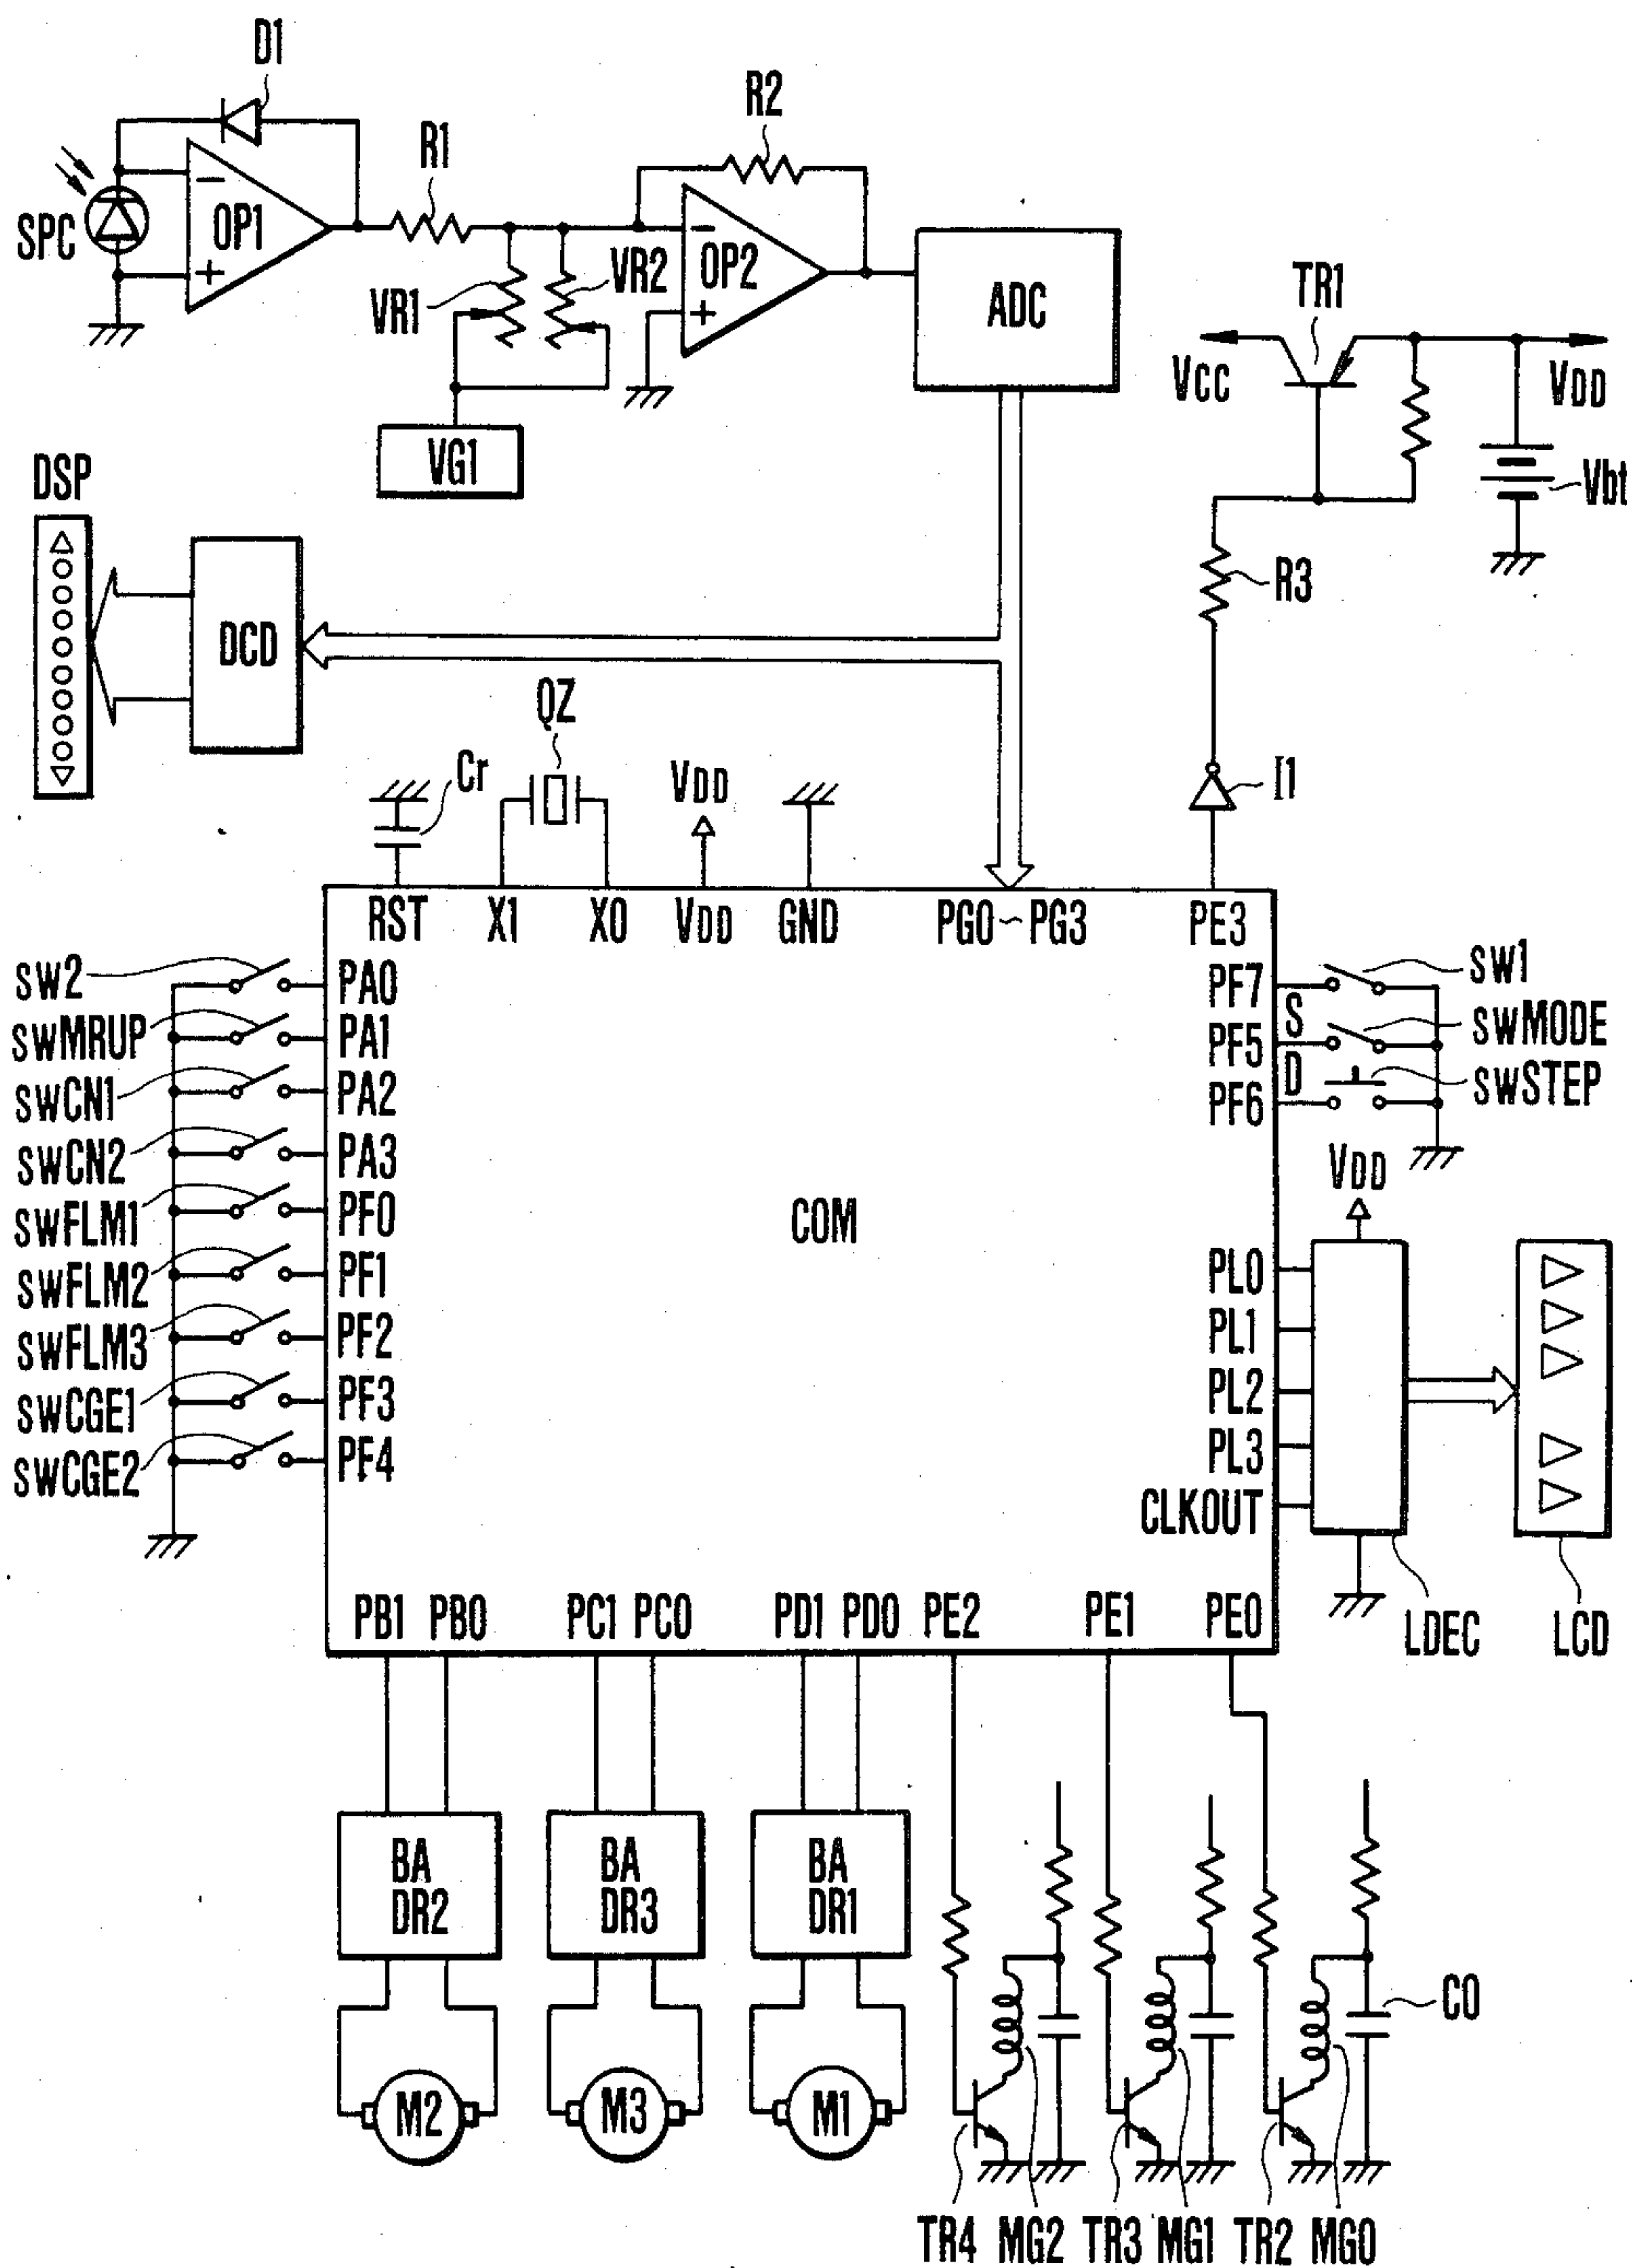 D1
R1
R2
SPC
−
OP1
+
VR1
VR2
−
OP2
+
ADC
TR1
VCC
VDD
VG1
Vbt
DSP
DCD
R3
QZ
Cr
VDD
I1
RST X1 X0 VDD GND PG0~PG3 PE3
sw2 PA0
swMRUP PA1
swCN1 PA2
swCN2 PA3
swFLM1 PF0
swFLM2 PF1
swFLM3 PF2
swCGE1 PF3
swCGE2 PF4
COM
PF7 sw1
S
PF5 swMODE
D
PF6 swSTEP
VDD
PL0
PL1
PL2
PL3
CLKOUT
LDEC LCD
PB1 PB0 PC1 PC0 PD1 PD0 PE2 PE1 PE0
BA
DR2
BA
DR3
BA
DR1
M2 M3 M1
C0
TR4 MG2 TR3 MG1 TR2 MG0